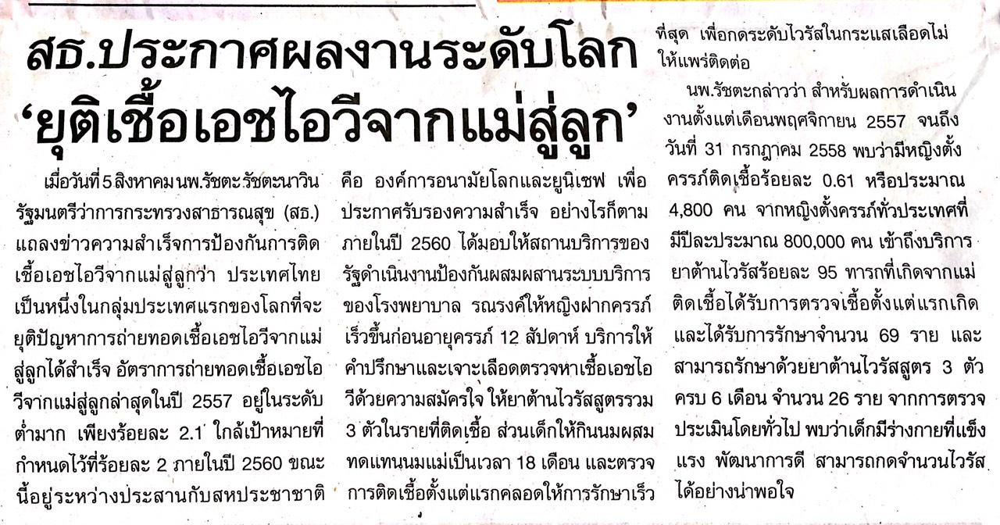 สธ.ประกาศผลงานระดับโลก
‘ยุติเชื้อเอชไอวีจากแม่สู่ลูก’
เมื่อวันที่ 5 สิงหาคม นพ.รัชตะ รัชตะนาวิน
รัฐมนตรีว่าการกระทรวงสาธารณสุข (สธ.)
แถลงข่าวความสำเร็จการป้องกันการติด
เชื้อเอชไอวีจากแม่สู่ลูกว่า ประเทศไทย
เป็นหนึ่งในกลุ่มประเทศแรกของโลกที่จะ
ยุติปัญหาการถ่ายทอดเชื้อเอชไอวีจากแม่
สู่ลูกได้สำเร็จ อัตราการถ่ายทอดเชื้อเอชไอ
วีจากแม่สู่ลูกล่าสุดในปี 2557 อยู่ในระดับ
ต่ำมาก เพียงร้อยละ 2.1 ใกล้เป้าหมายที่
กำหนดไว้ที่ร้อยละ 2 ภายในปี 2560 ขณะ
นี้อยู่ระหว่างประสานกับสหประชาชาติ
คือ องค์การอนามัยโลกและยูนิเซฟ เพื่อ
ประกาศรับรองความสำเร็จ อย่างไรก็ตาม
ภายในปี 2560 ได้มอบให้สถานบริการของ
รัฐดำเนินงานป้องกันผสมผสานระบบบริการ
ของโรงพยาบาล รณรงค์ให้หญิงฝากครรภ์
เร็วขึ้นก่อนอายุครรภ์ 12 สัปดาห์ บริการให้
คำปรึกษาและเจาะเลือดตรวจหาเชื้อเอชไอ
วีด้วยความสมัครใจ ให้ยาต้านไวรัสสูตรรวม
3 ตัวในรายที่ติดเชื้อ ส่วนเด็กให้กินนมผสม
ทดแทนนมแม่เป็นเวลา 18 เดือน และตรวจ
การติดเชื้อตั้งแต่แรกคลอดให้การรักษาเร็ว
ที่สุด เพื่อกดระดับไวรัสในกระแสเลือดไม่
ให้แพร่ติดต่อ
นพ.รัชตะกล่าวว่า สำหรับผลการดำเนิน
งานตั้งแต่เดือนพฤศจิกายน 2557 จนถึง
วันที่ 31 กรกฎาคม 2558 พบว่ามีหญิงตั้ง
ครรภ์ติดเชื้อร้อยละ 0.61 หรือประมาณ
4,800 คน จากหญิงตั้งครรภ์ทั่วประเทศที่
มีปีละประมาณ 800,000 คน เข้าถึงบริการ
ยาต้านไวรัสร้อยละ 95 ทารกที่เกิดจากแม่
ติดเชื้อได้รับการตรวจเชื้อตั้งแต่แรกเกิด
และได้รับการรักษาจำนวน 69 ราย และ
สามารถรักษาด้วยยาต้านไวรัสสูตร 3 ตัว
ครบ 6 เดือน จำนวน 26 ราย จากการตรวจ
ประเมินโดยทั่วไป พบว่าเด็กมีร่างกายที่แข็ง
แรง พัฒนาการดี สามารถกดจำนวนไวรัส
ได้อย่างน่าพอใจ